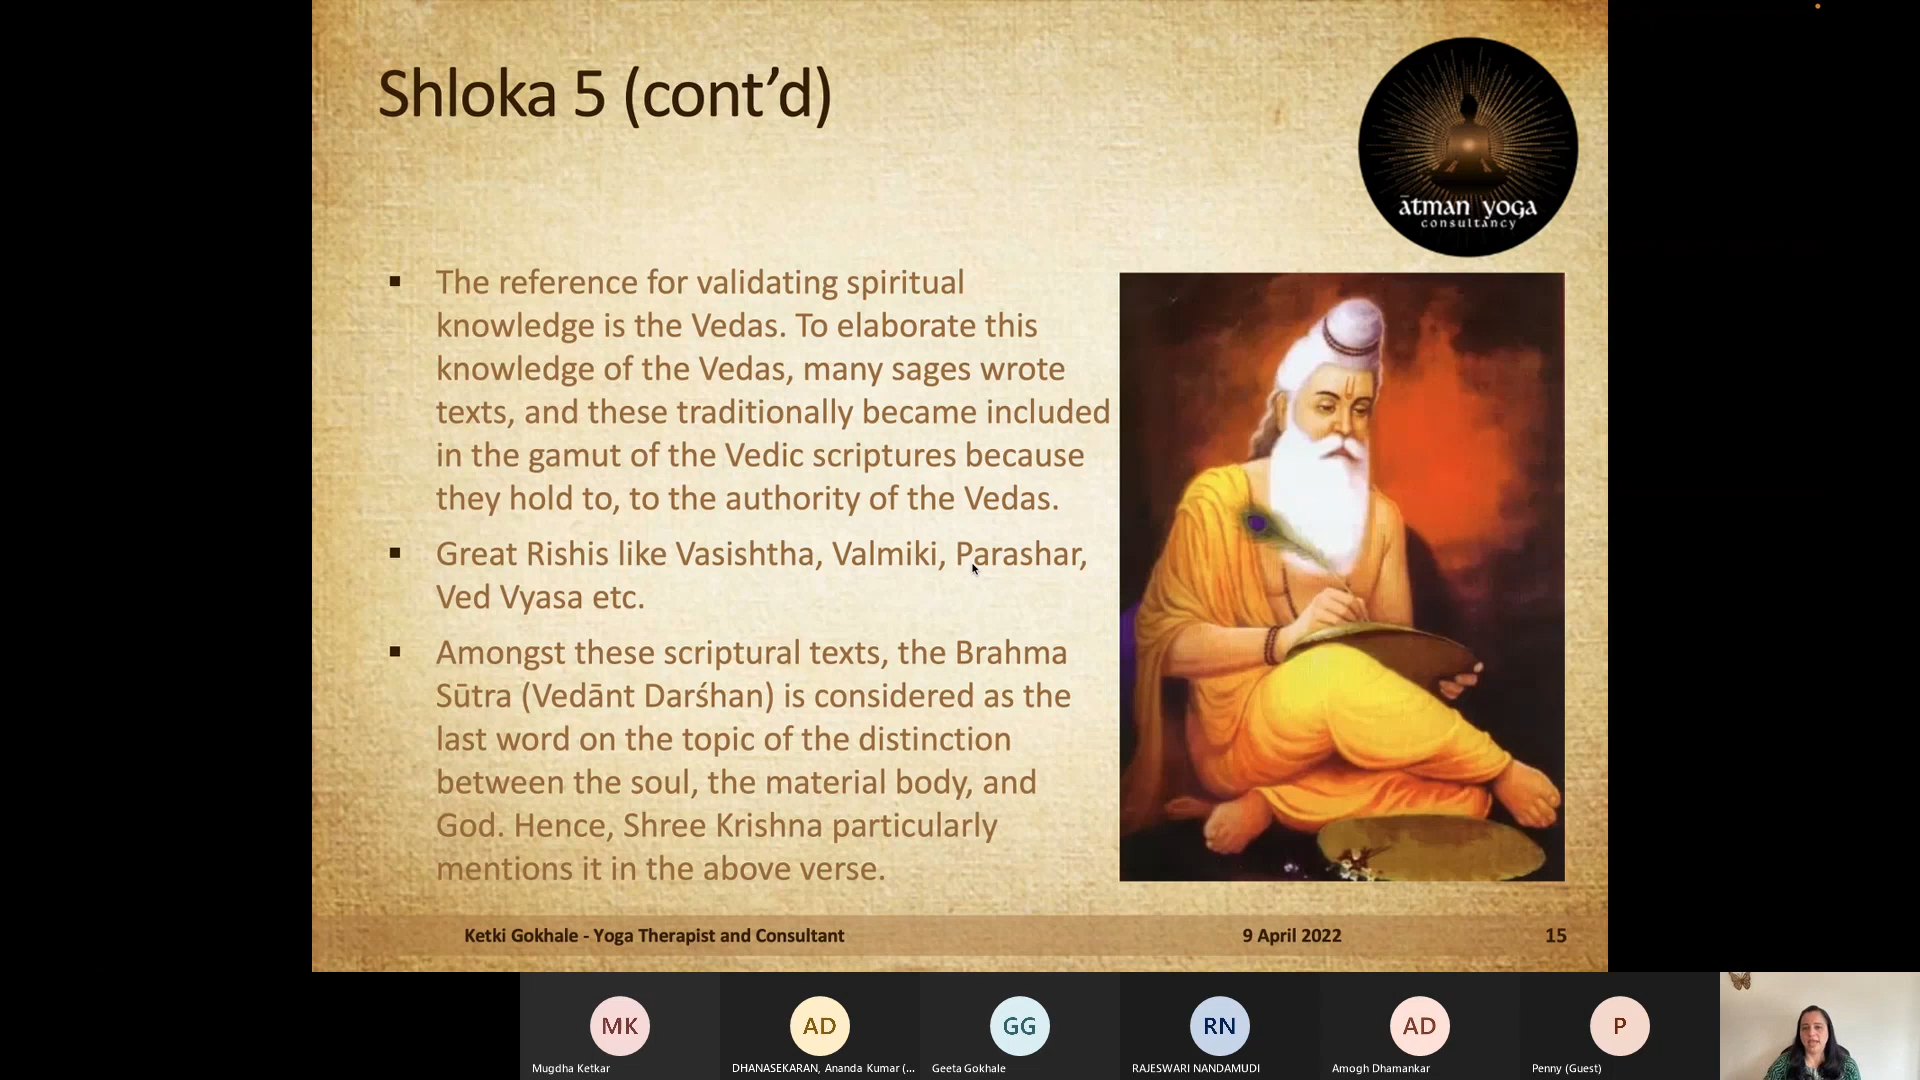 Shloka 5 (cont’d)
ātman yoga
consultancy
▪ The reference for validating spiritual
knowledge is the Vedas. To elaborate this
knowledge of the Vedas, many sages wrote
texts, and these traditionally became included
in the gamut of the Vedic scriptures because
they hold to, to the authority of the Vedas.
▪ Great Rishis like Vasishtha, Valmiki, Parashar,
Ved Vyasa etc.
▪ Amongst these scriptural texts, the Brahma
Sūtra (Vedānt Darśhan) is considered as the
last word on the topic of the distinction
between the soul, the material body, and
God. Hence, Shree Krishna particularly
mentions it in the above verse.
Ketki Gokhale - Yoga Therapist and Consultant
9 April 2022
15
MK
AD
GG
RN
AD
P
Mugdha Ketkar
DHANASEKARAN, Ananda Kumar (...
Geeta Gokhale
RAJESWARI NANDAMUDI
Amogh Dhamankar
Penny (Guest)